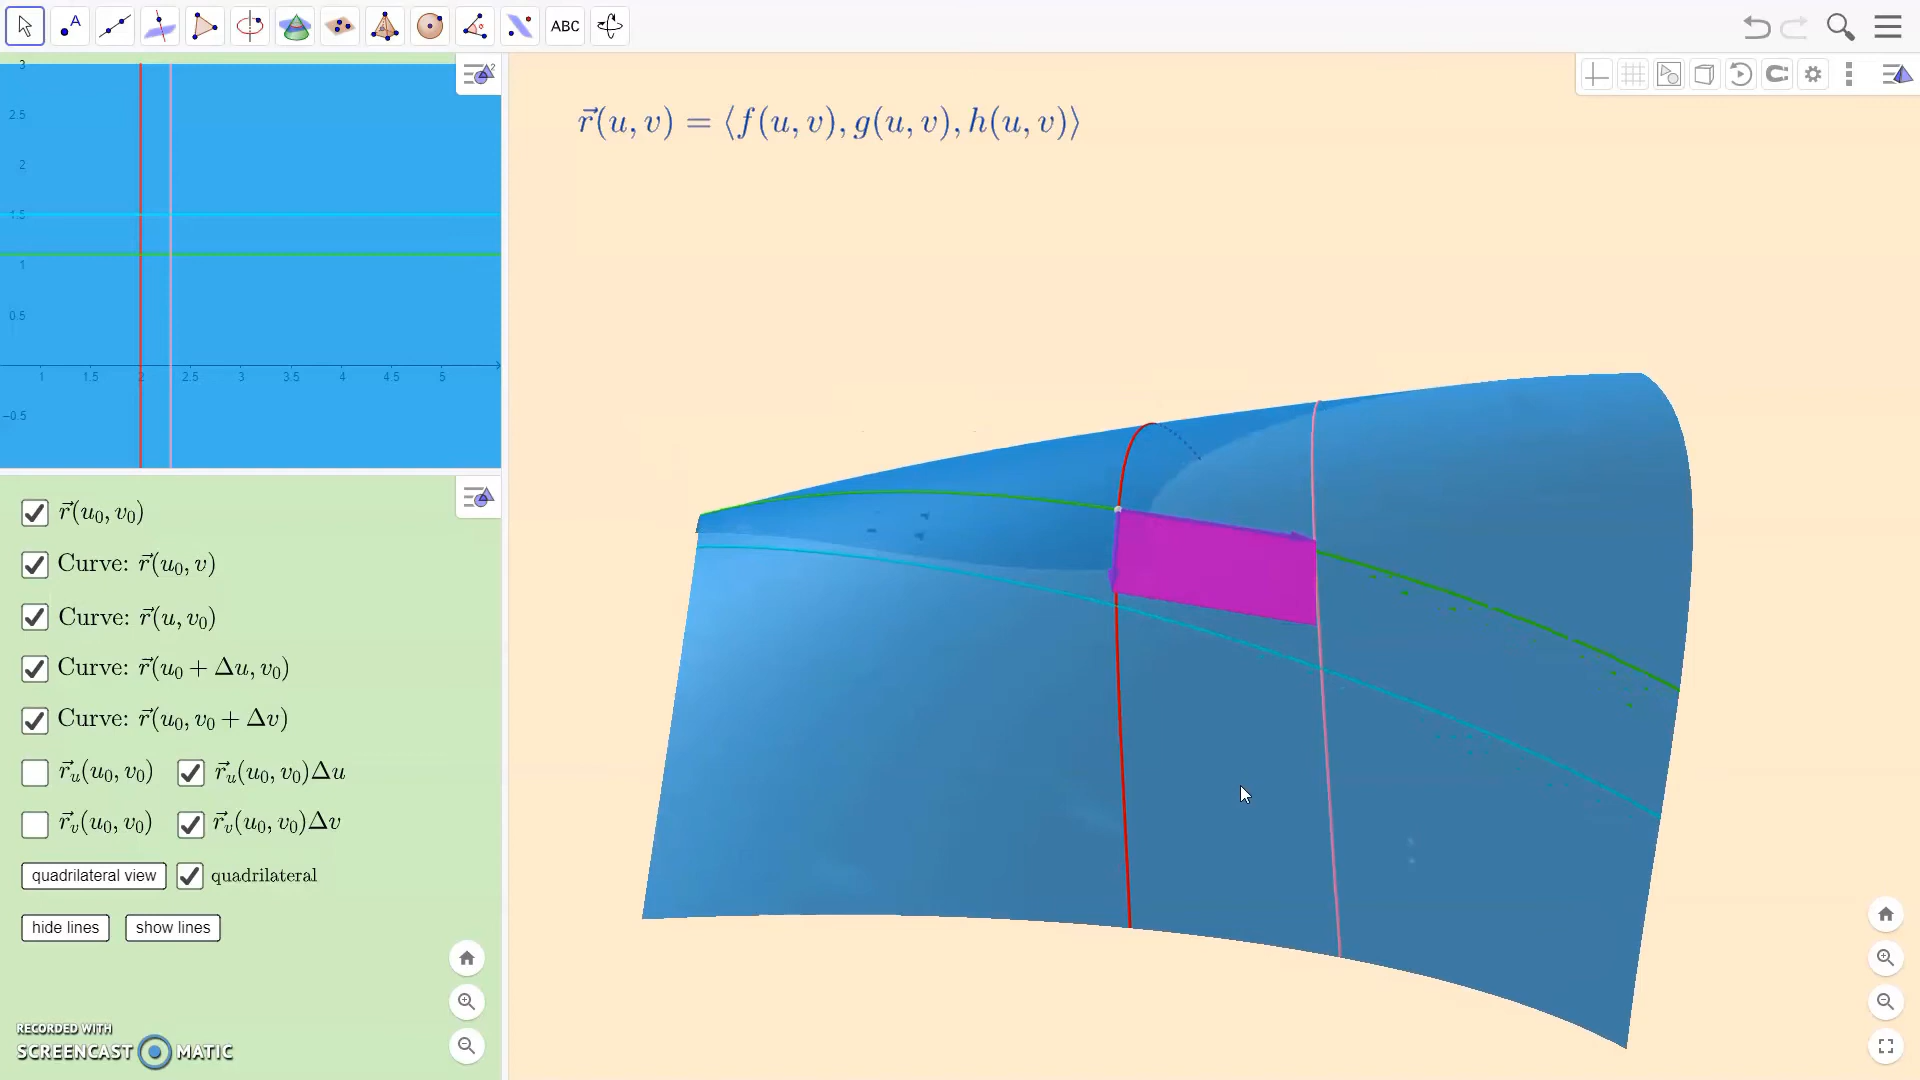 ABC
3
2.5
2
1.5
1
0.5
-0.5
1 1.5 2 2.5 3 3.5 4 4.5 5
r⃗(u, v) = ⟨f(u, v), g(u, v), h(u, v)⟩
r⃗(u₀, v₀)
Curve: r⃗(u₀, v)
Curve: r⃗(u, v₀)
Curve: r⃗(u₀ + Δu, v₀)
Curve: r⃗(u₀, v₀ + Δv)
r⃗ᵤ(u₀, v₀) r⃗ᵤ(u₀, v₀)Δu
r⃗ᵥ(u₀, v₀) r⃗ᵥ(u₀, v₀)Δv
quadrilateral view quadrilateral
hide lines show lines
RECORDED WITH
SCREENCAST MATIC